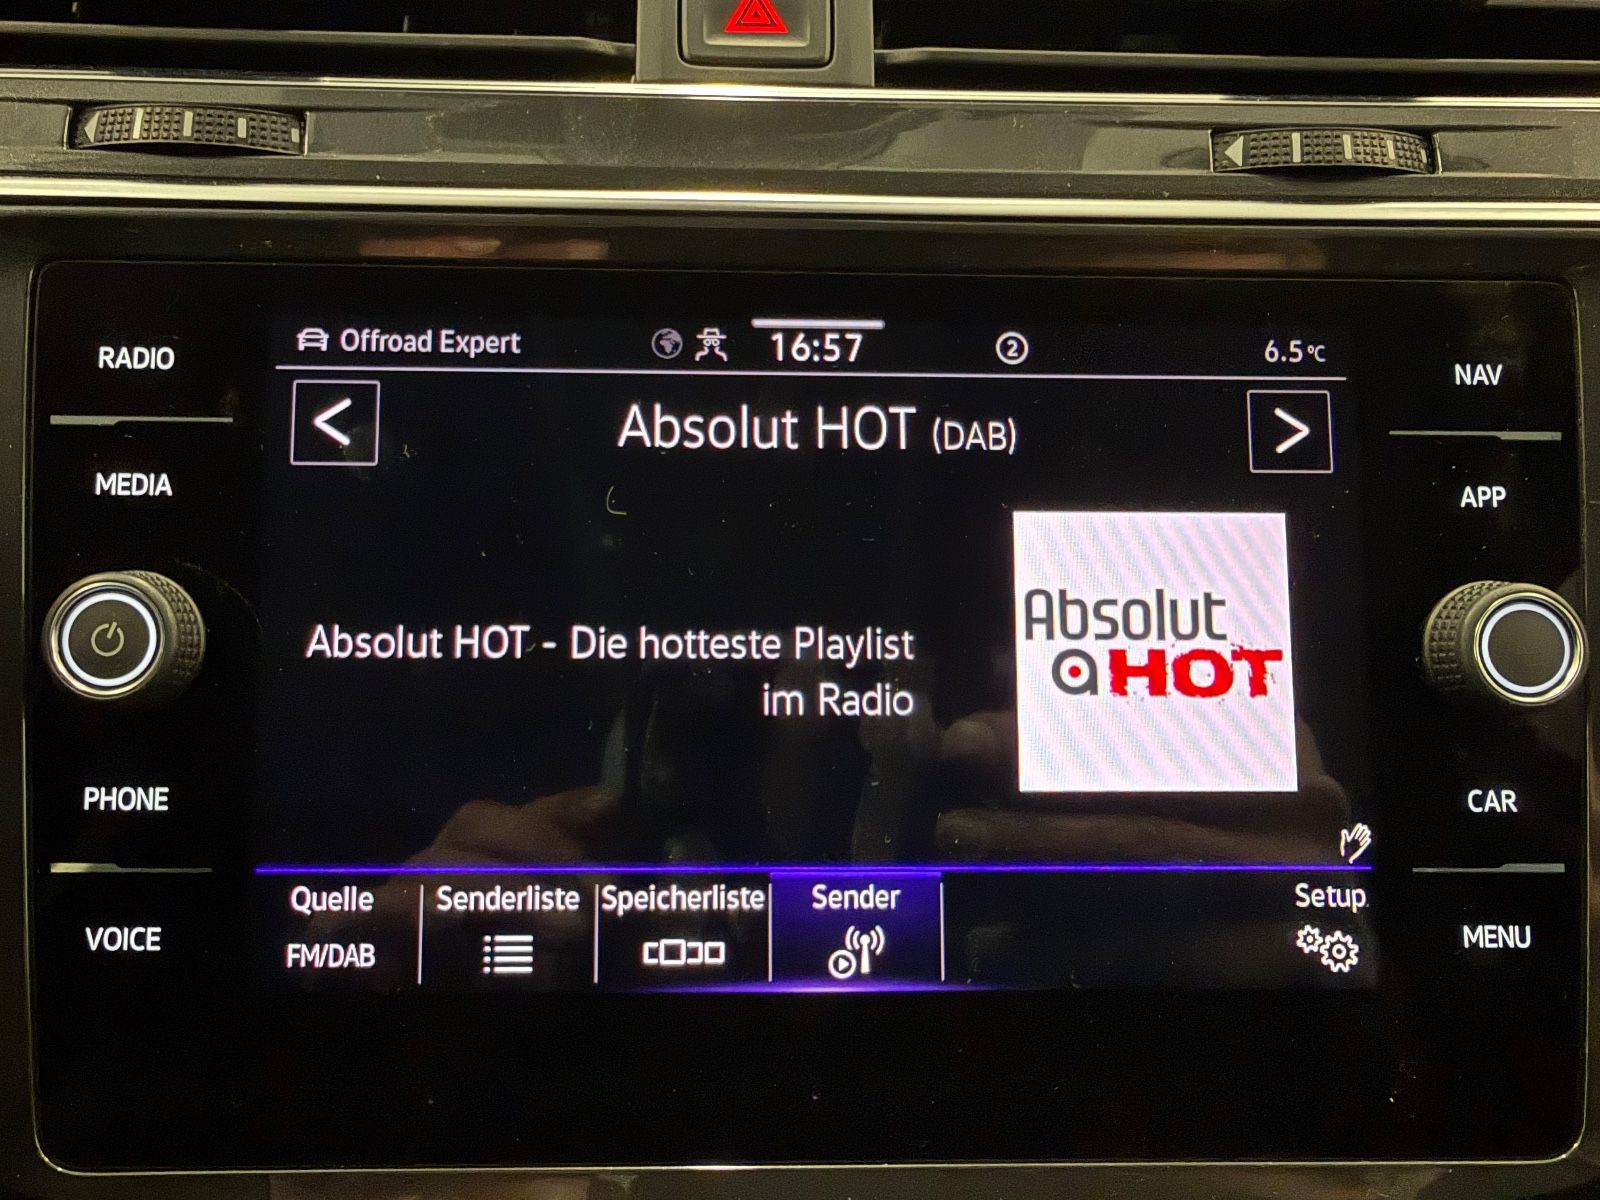 Offroad Expert 16:57 2 6.5°C
RADIO
NAV
Absolut HOT (DAB)
MEDIA
APP
Absolut HOT - Die hotteste Playlist
im Radio
Absolut
a HOT
PHONE
CAR
Quelle Senderliste Speicherliste Sender Setup
FM/DAB
VOICE
MENU